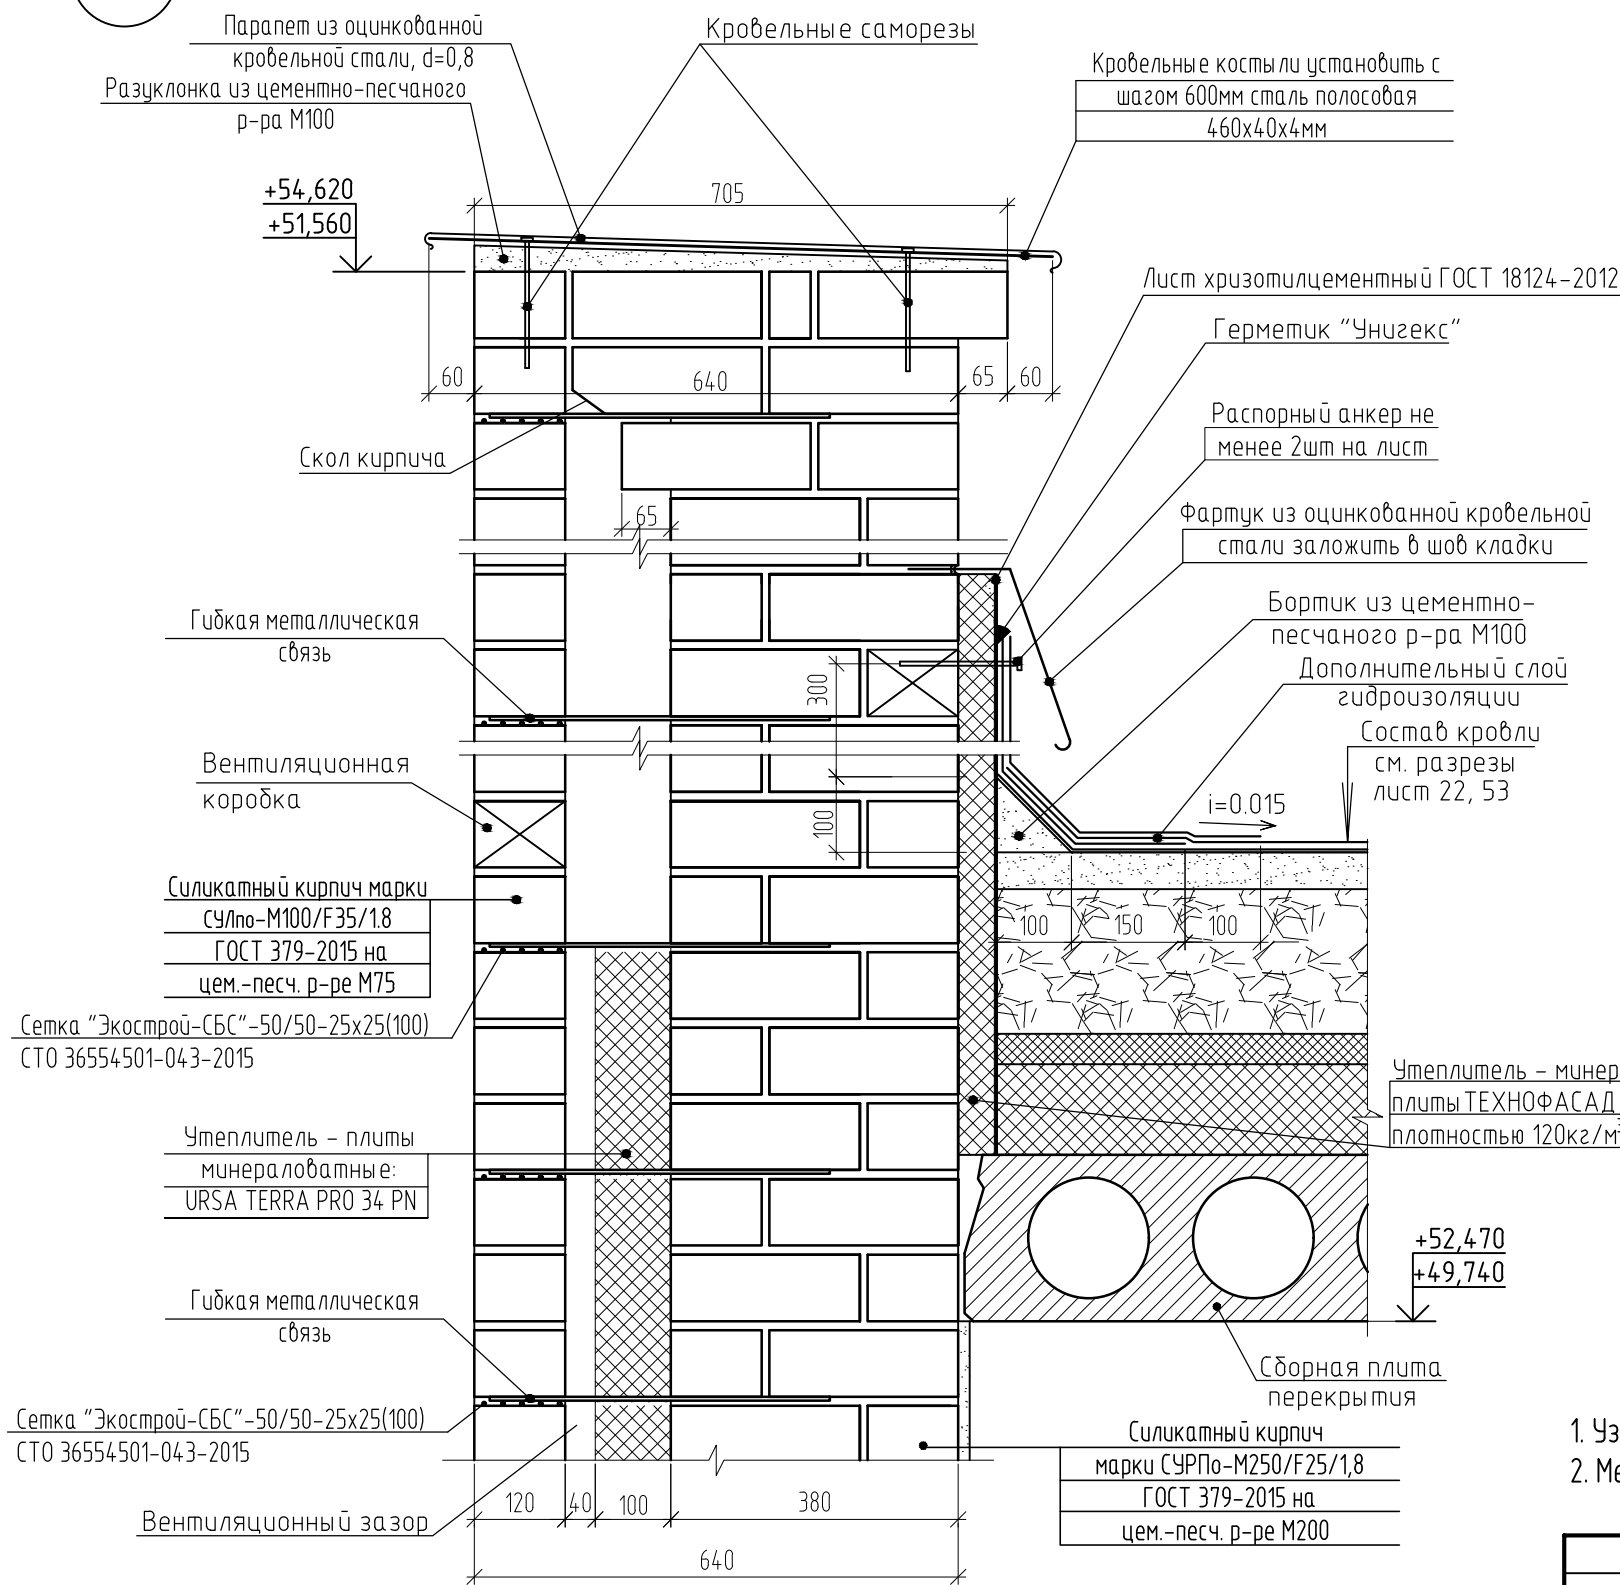 Парапет из оцинкованной
кровельной стали, d=0,8
Разуклонка из цементно-песчаного
р-ра М100
Кровельные саморезы
Кровельные костыли установить с
шагом 600мм сталь полосовая
460х40х4мм
+54,620
+51,560
705
Лист хризотилцементный ГОСТ 18124-2012
Герметик "Унигекс"
60
640
65
60
Распорный анкер не
менее 2шт на лист
Скол кирпича
65
Фартук из оцинкованной кровельной
стали заложить в шов кладки
Гибкая металлическая
связь
Бортик из цементно-
песчаного р-ра М100
Дополнительный слой
гидроизоляции
300
Состав кровли
см. разрезы
лист 22, 53
Вентиляционная
коробка
i=0.015
100
Силикатный кирпич марки
СУЛпо-М100/F35/1.8
ГОСТ 379-2015 на
цем.-песч. р-ре М75
100
150
100
Сетка "Экострой-СБС"-50/50-25х25(100)
СТО 36554501-043-2015
Утеплитель - минер
плиты ТЕХНОФАСАД
плотностью 120кг/м³
Утеплитель - плиты
минераловатные:
URSA TERRA PRO 34 PN
+52,470
+49,740
Гибкая металлическая
связь
Сборная плита
перекрытия
Сетка "Экострой-СБС"-50/50-25х25(100)
СТО 36554501-043-2015
Силикатный кирпич
марки СУРПо-М250/F25/1,8
ГОСТ 379-2015 на
цем.-песч. р-ре М200
1. Уз
2. Ме
120
40
100
380
Вентиляционный зазор
640